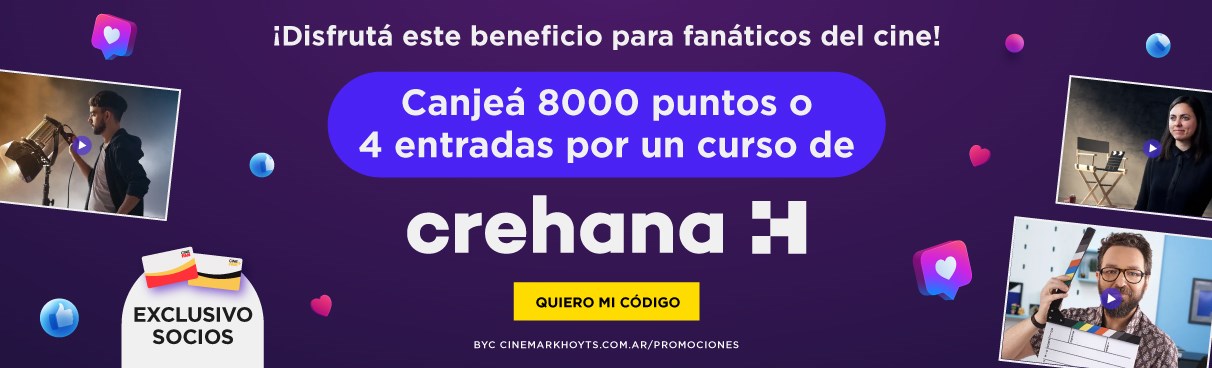 ¡Disfrutá este beneficio para fanáticos del cine!
Canjeá 8000 puntos o
4 entradas por un curso de
crehana
EXCLUSIVO
SOCIOS
QUIERO MI CÓDIGO
BYC CINEMARKHOYTS.COM.AR/PROMOCIONES